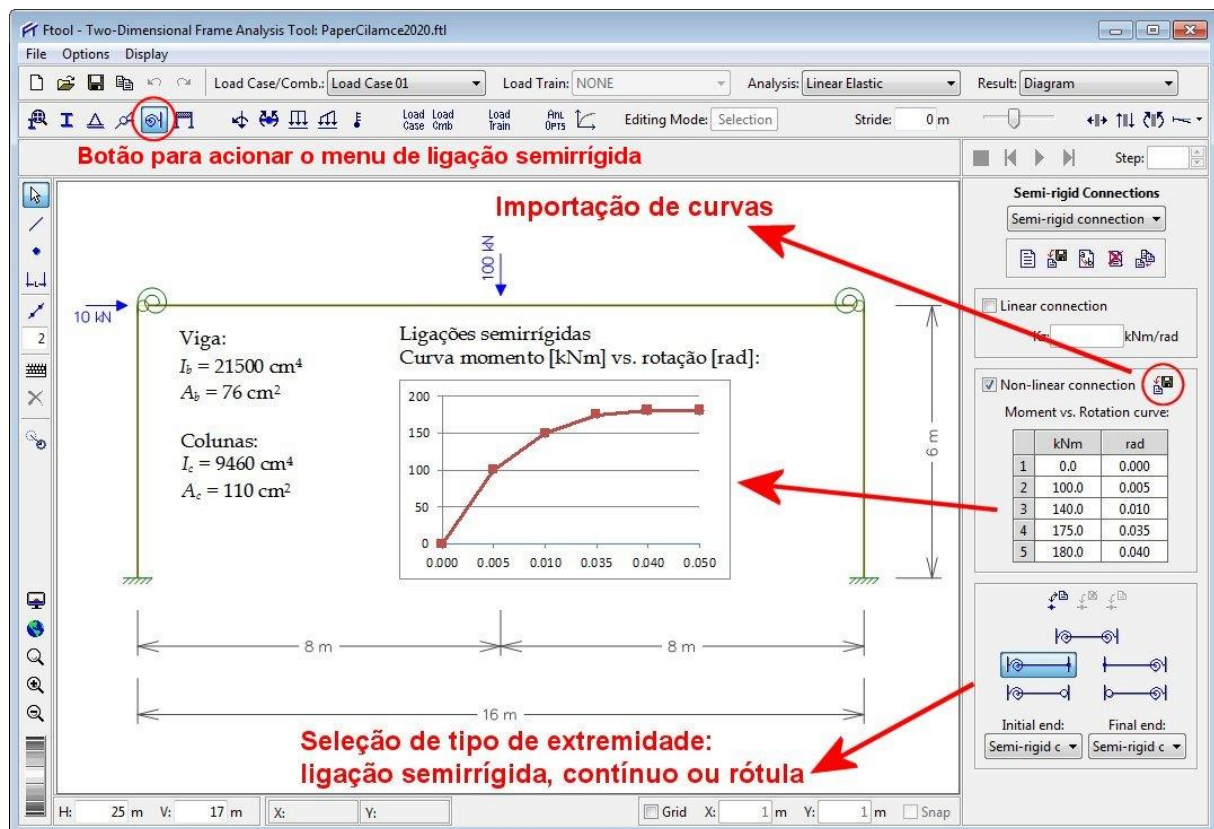 Ftool - Two-Dimensional Frame Analysis Tool: PaperCilamce2020.ftl
File Options Display
Load Case/Comb.: Load Case 01 Load Train: NONE Analysis: Linear Elastic Result: Diagram
Load Case Load Cmb Load Train Anl Opts Editing Mode: Selection Stride: 0 m
Botão para acionar o menu de ligação semirrígida
Step:
Semi-rigid Connections
Semi-rigid connection
Importação de curvas
100 kN
10 kN
Linear connection
kNm/rad
2
Viga:
I_b = 21500 cm⁴
A_b = 76 cm²
Colunas:
I_c = 9460 cm⁴
A_c = 110 cm²
Ligações semirrígidas
Curva momento [kNm] vs. rotação [rad]:
200
150
100
50
0
0.000 0.005 0.010 0.035 0.040 0.050
6 m
Non-linear connection
Moment vs. Rotation curve:
kNm rad
1 0.0 0.000
2 100.0 0.005
3 140.0 0.010
4 175.0 0.035
5 180.0 0.040
8 m 8 m
16 m
Seleção de tipo de extremidade:
ligação semirrígida, contínuo ou rótula
Initial end: Final end:
Semi-rigid c Semi-rigid c
H: 25 m V: 17 m X: Y: Grid X: 1 m Y: 1 m Snap